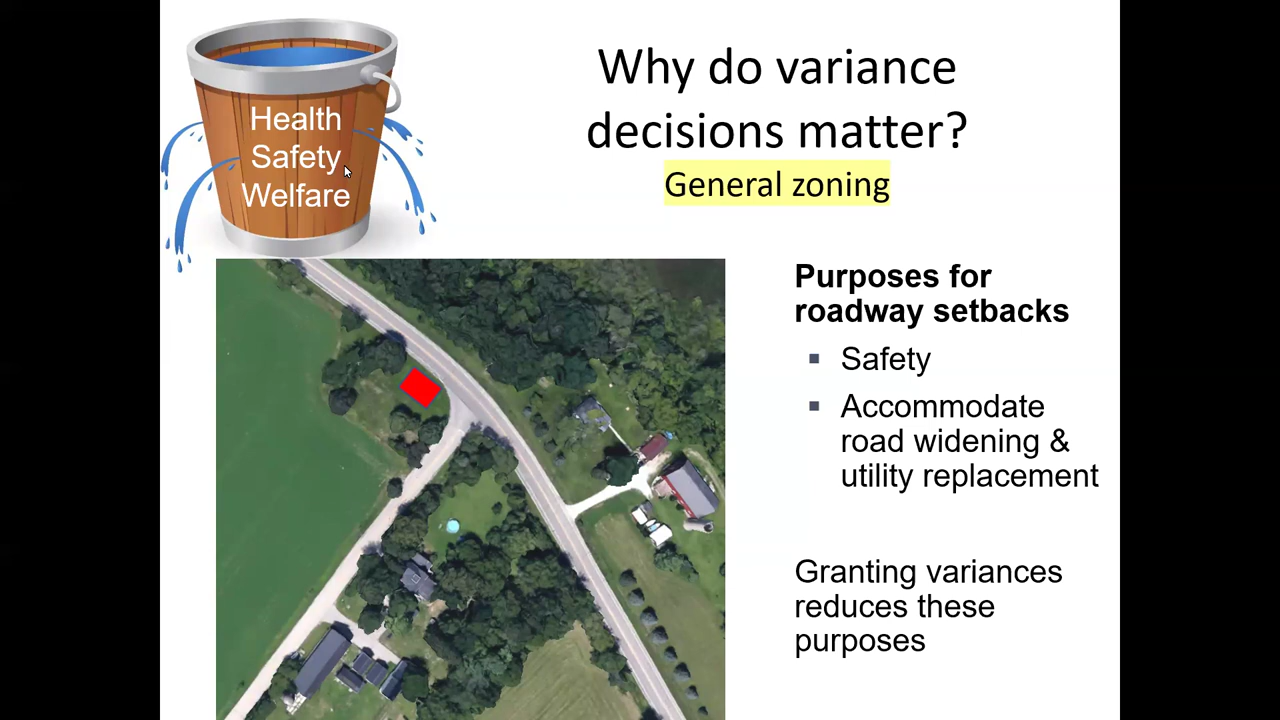 Health
Safety
Welfare
Why do variance
decisions matter?
General zoning
Purposes for
roadway setbacks
▪ Safety
▪ Accommodate
road widening &
utility replacement
Granting variances
reduces these
purposes